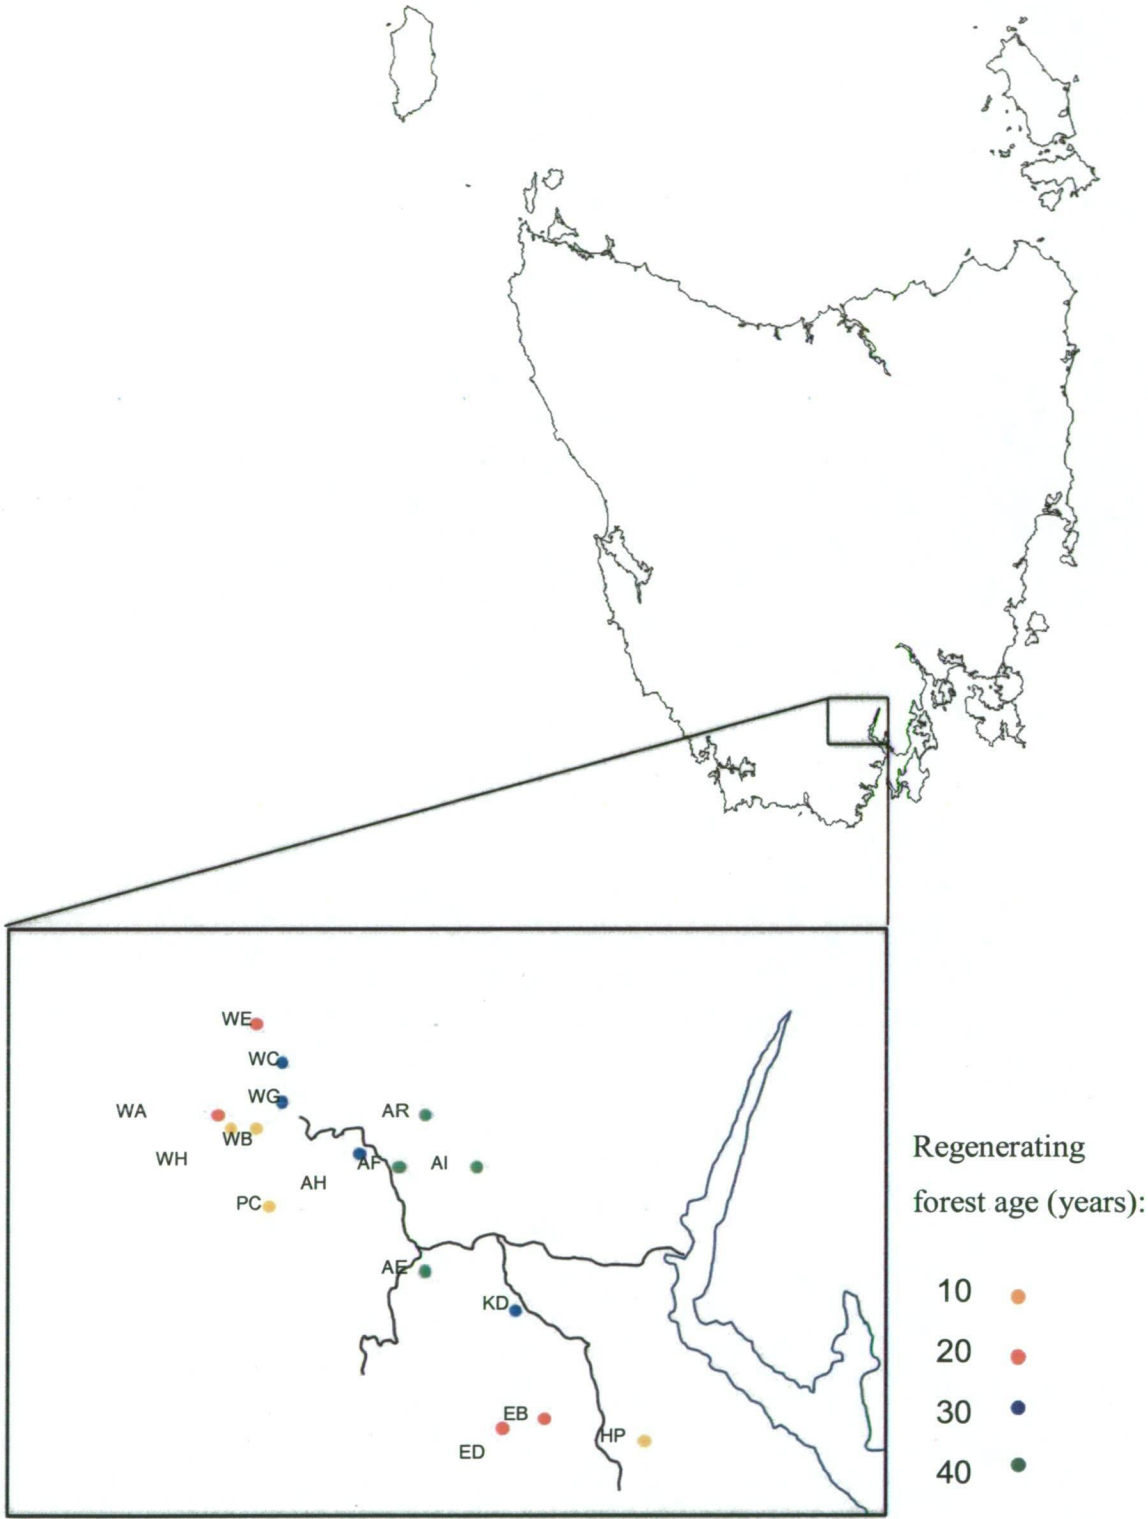 WE
WC
WG
WA
AR
WB
WH
AF
AI
AH
PC
AE
KD
EB
HP
ED
Regenerating
forest age (years):
10
20
30
40